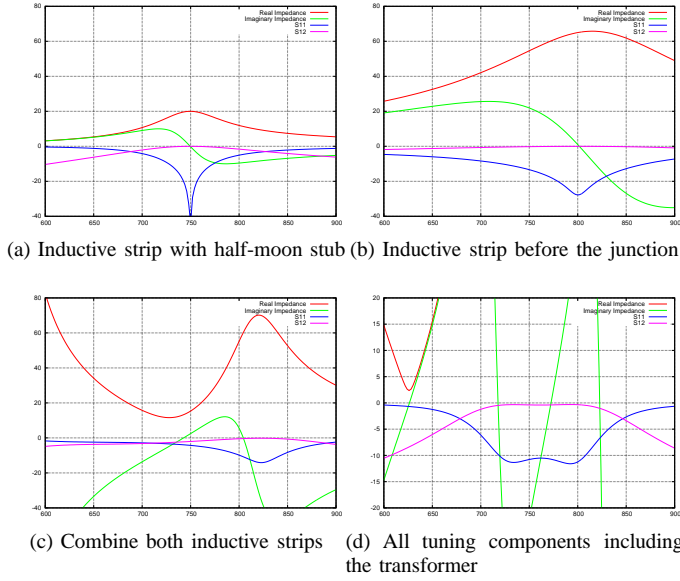 Real Impedance
Imaginary Impedance
S11
S12
80
60
40
20
0
-20
-40
600 650 700 750 800 850 900
(a) Inductive strip with half-moon stub
Real Impedance
Imaginary Impedance
S11
S12
80
60
40
20
0
-20
-40
600 650 700 750 800 850 900
(b) Inductive strip before the junction
Real Impedance
Imaginary Impedance
S11
S12
80
60
40
20
0
-20
-40
600 650 700 750 800 850 900
(c) Combine both inductive strips
Real Impedance
Imaginary Impedance
S11
S12
20
15
10
5
0
-5
-10
-15
-20
600 650 700 750 800 850 900
(d) All tuning components including
the transformer